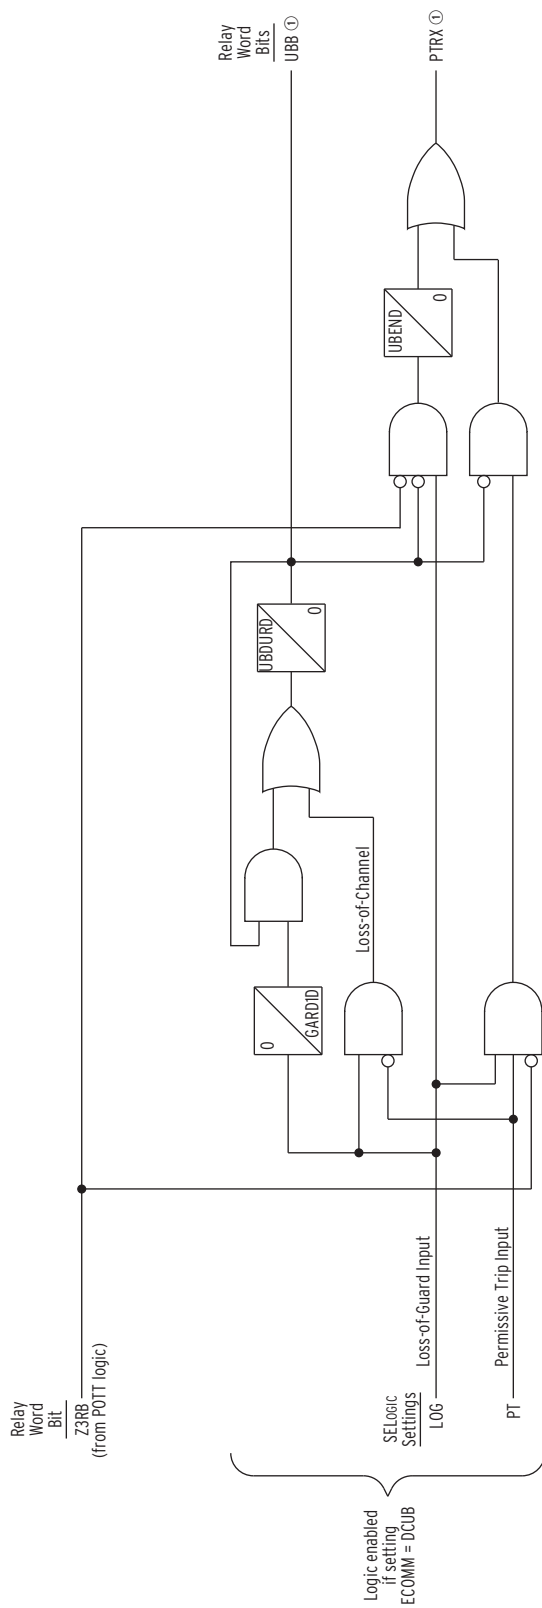 Relay
Word
Bit
Z3RB
(from POTT logic)
Logic enabled
if setting
ECOMM = DCUB
SELOGIC
Settings
LOG
PT
Loss-of-Guard Input
Permissive Trip Input
0
GARD1D
Loss-of-Channel
UBDURD
0
UBEND
0
Relay
Word
Bits
UBB ①
PTRX ①